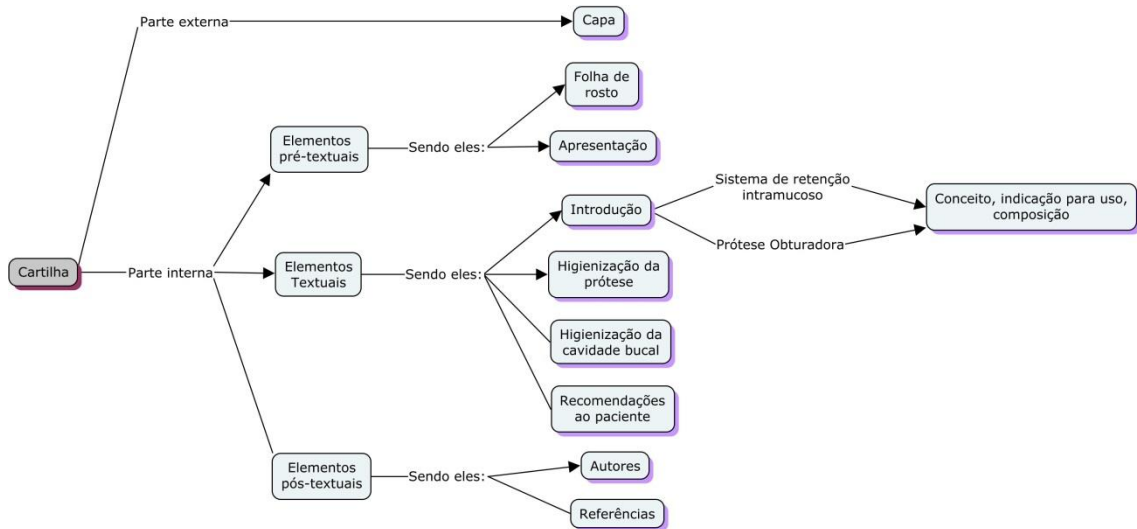 Parte externa
Capa
Folha de
rosto
Elementos
pré-textuais
Sendo eles:
Apresentação
Sistema de retenção
intramucoso
Introdução
Conceito, indicação para uso,
composição
Prótese Obturadora
Cartilha
Parte interna
Elementos
Textuais
Sendo eles:
Higienização da
prótese
Higienização da
cavidade bucal
Recomendações
ao paciente
Elementos
pós-textuais
Sendo eles:
Autores
Referências